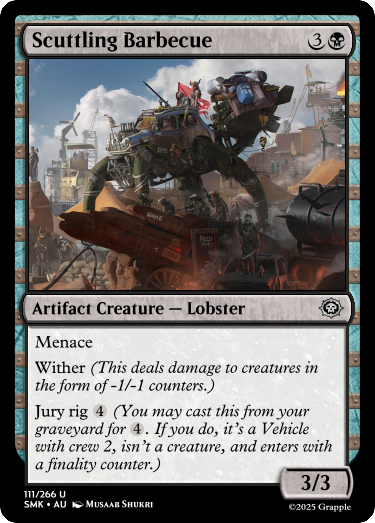 Scuttling Barbecue 3
Artifact Creature — Lobster
Menace
Wither (This deals damage to creatures in
the form of -1/-1 counters.)
Jury rig 4 (You may cast this from your
graveyard for 4. If you do, it's a Vehicle
with crew 2, isn't a creature, and enters with
a finality counter.)
3/3
111/266 U
SMK • AU Musaab Shukri
©2025 Grapple